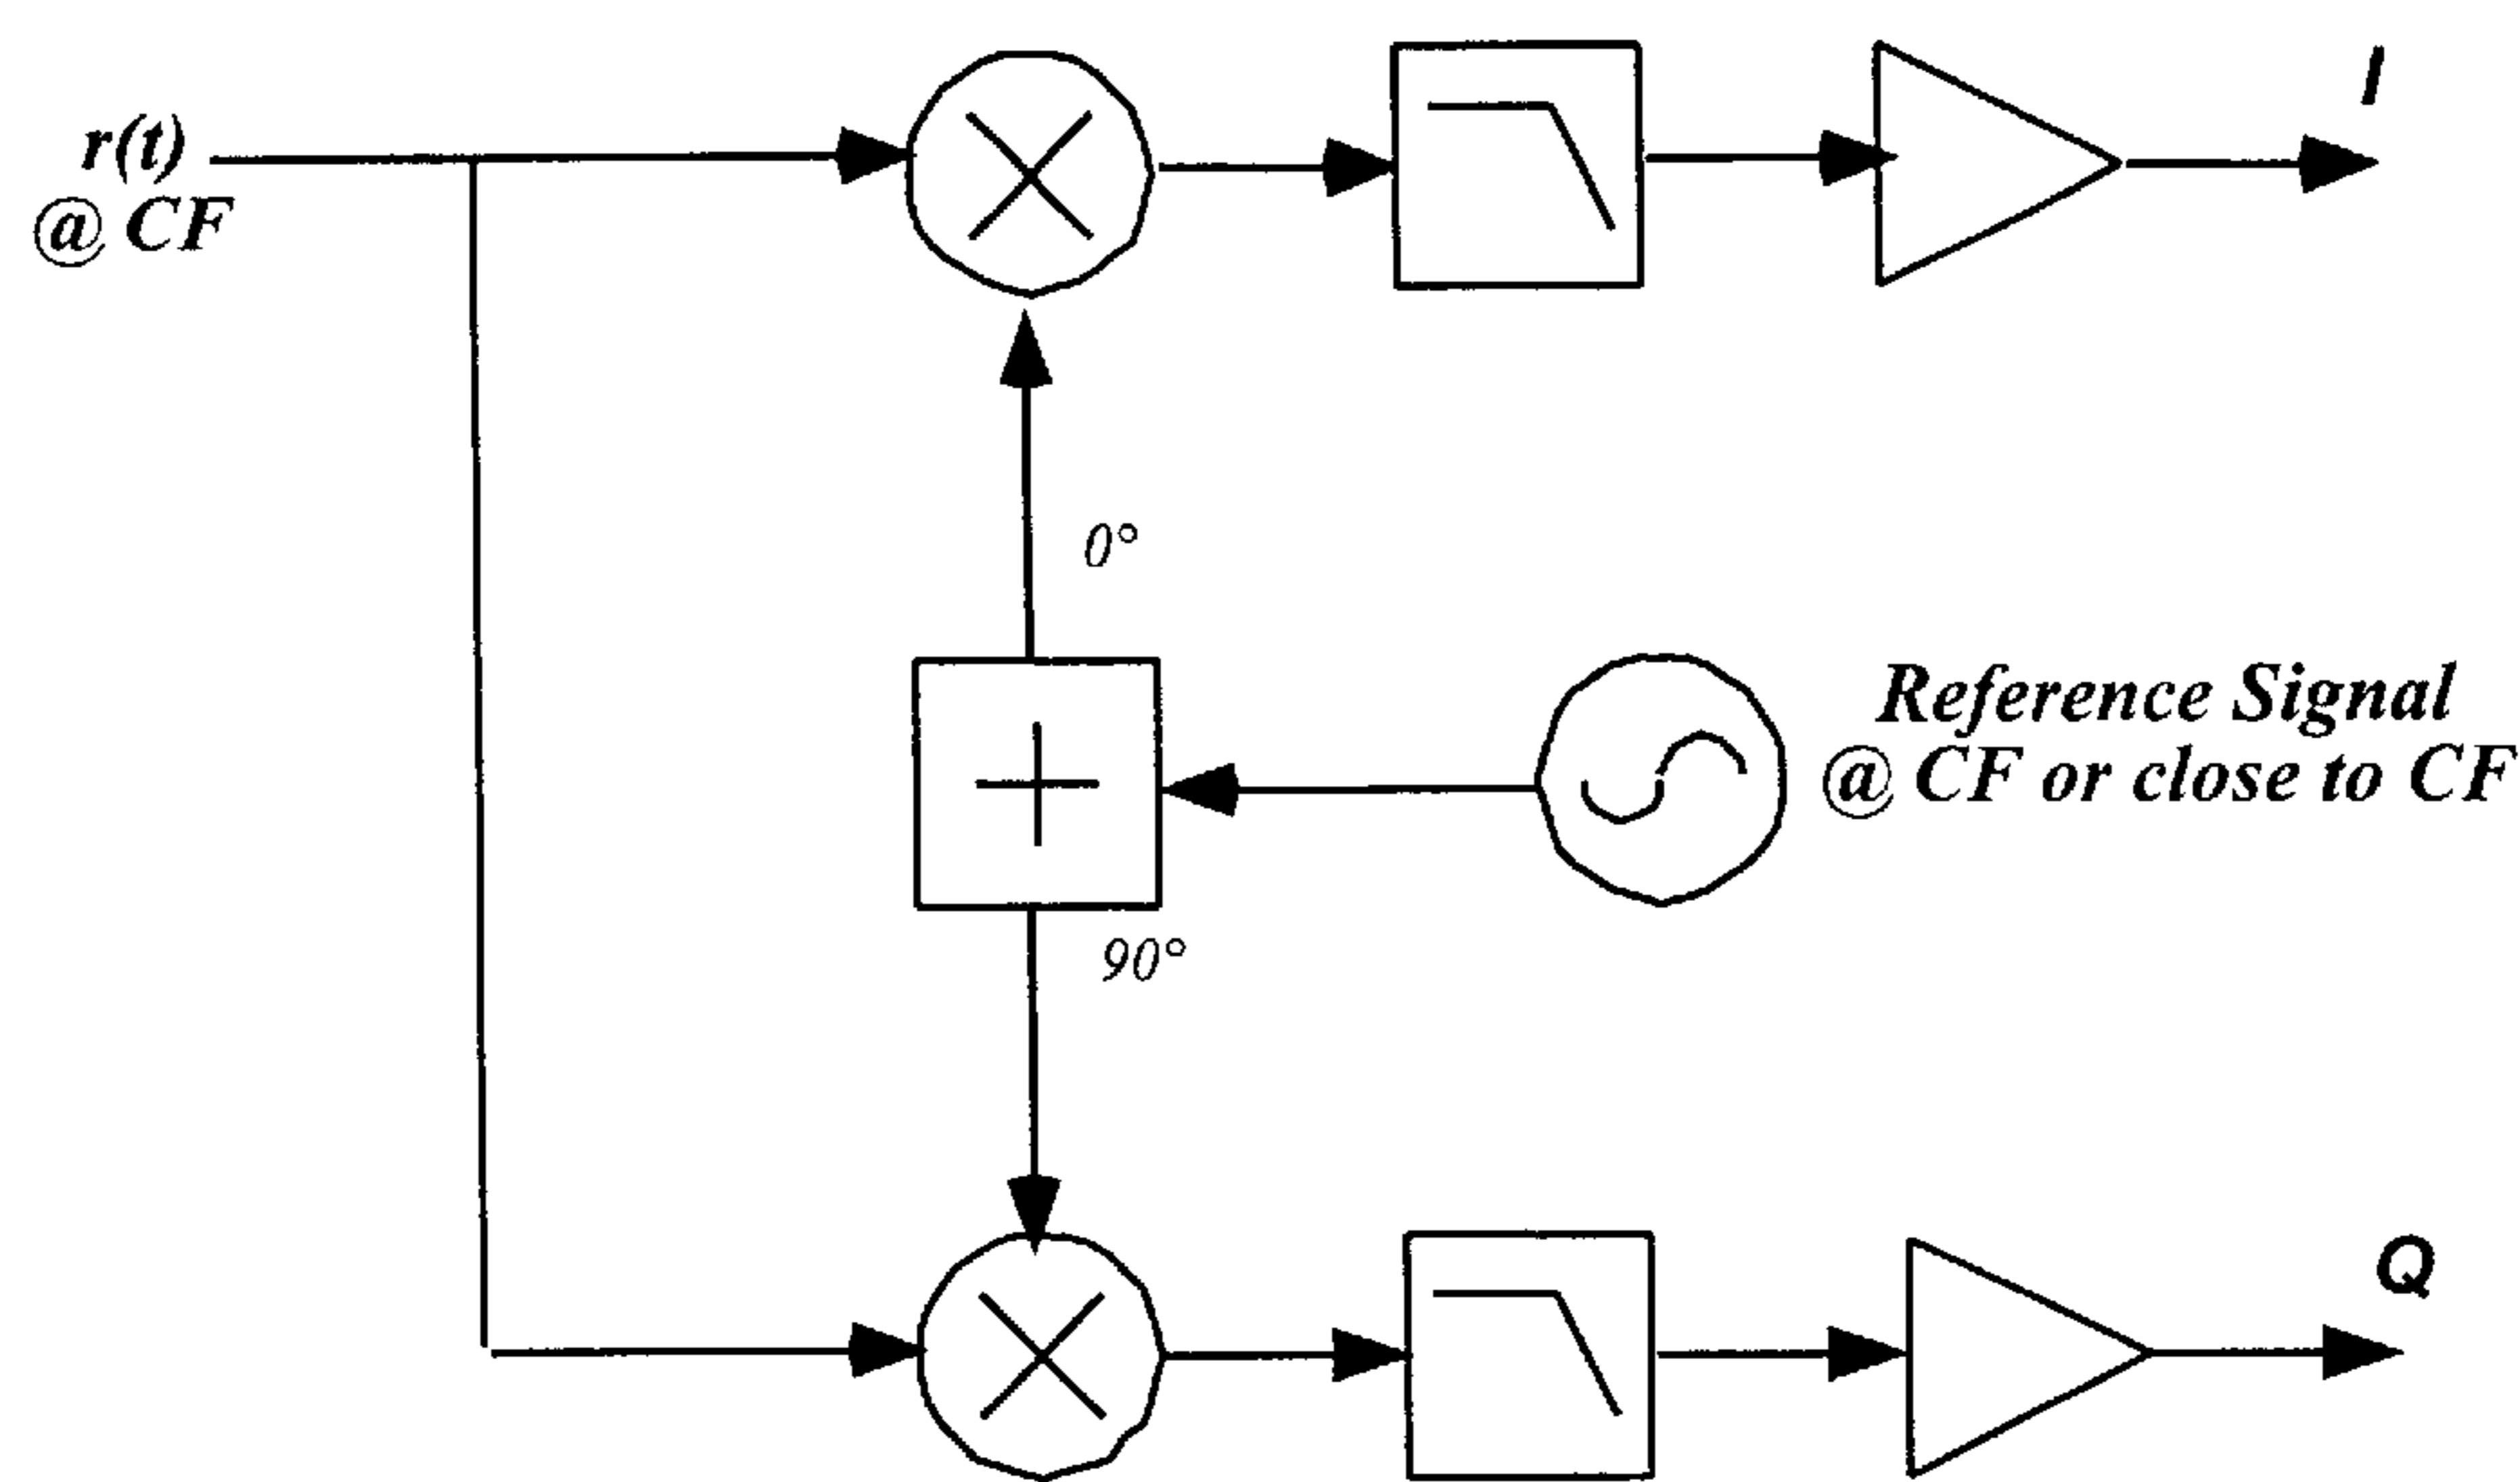 r(t)
@ CF
I
0°
Reference Signal
@ CF or close to CF
90°
Q